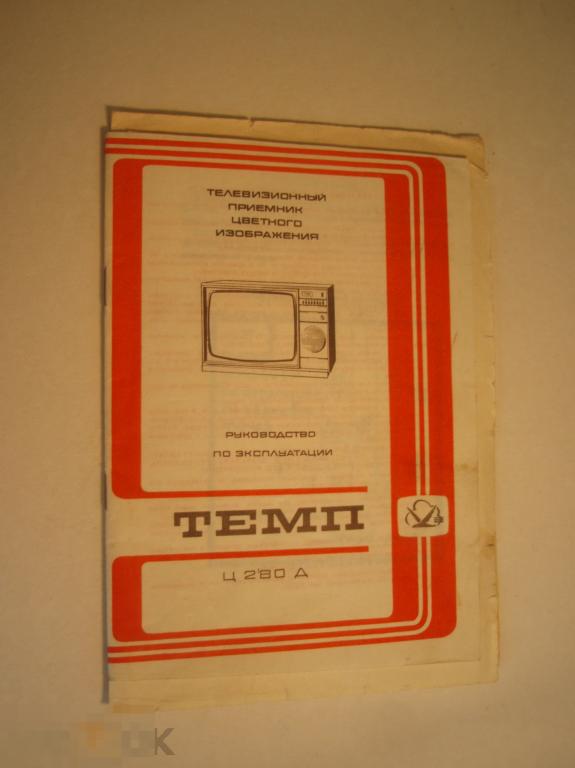 ТЕЛЕВИЗИОННЫЙ
ПРИЕМНИК
ЦВЕТНОГО
ИЗОБРАЖЕНИЯ
РУКОВОДСТВО
ПО ЭКСПЛУАТАЦИИ
ТЕМП
Ц 280 Д